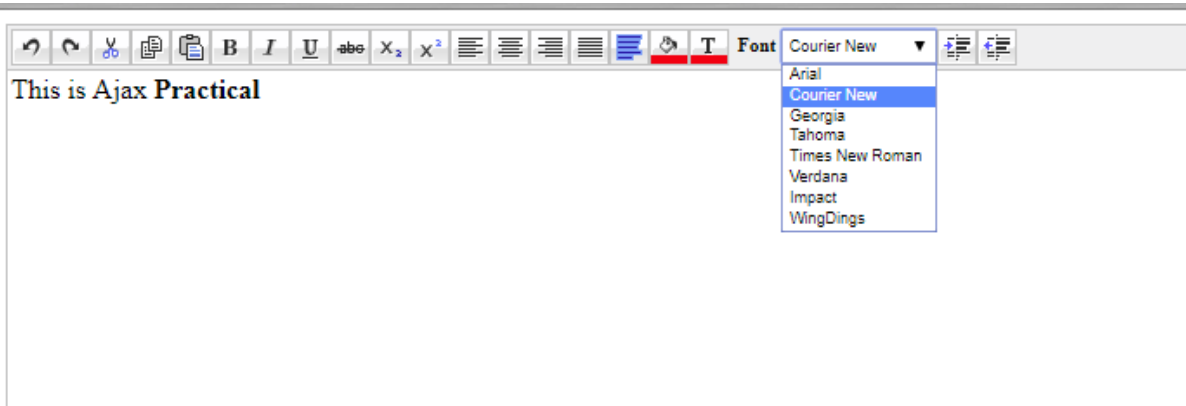 B I U abc X₂ X² T Font Courier New
This is Ajax Practical
Arial
Courier New
Georgia
Tahoma
Times New Roman
Verdana
Impact
WingDings